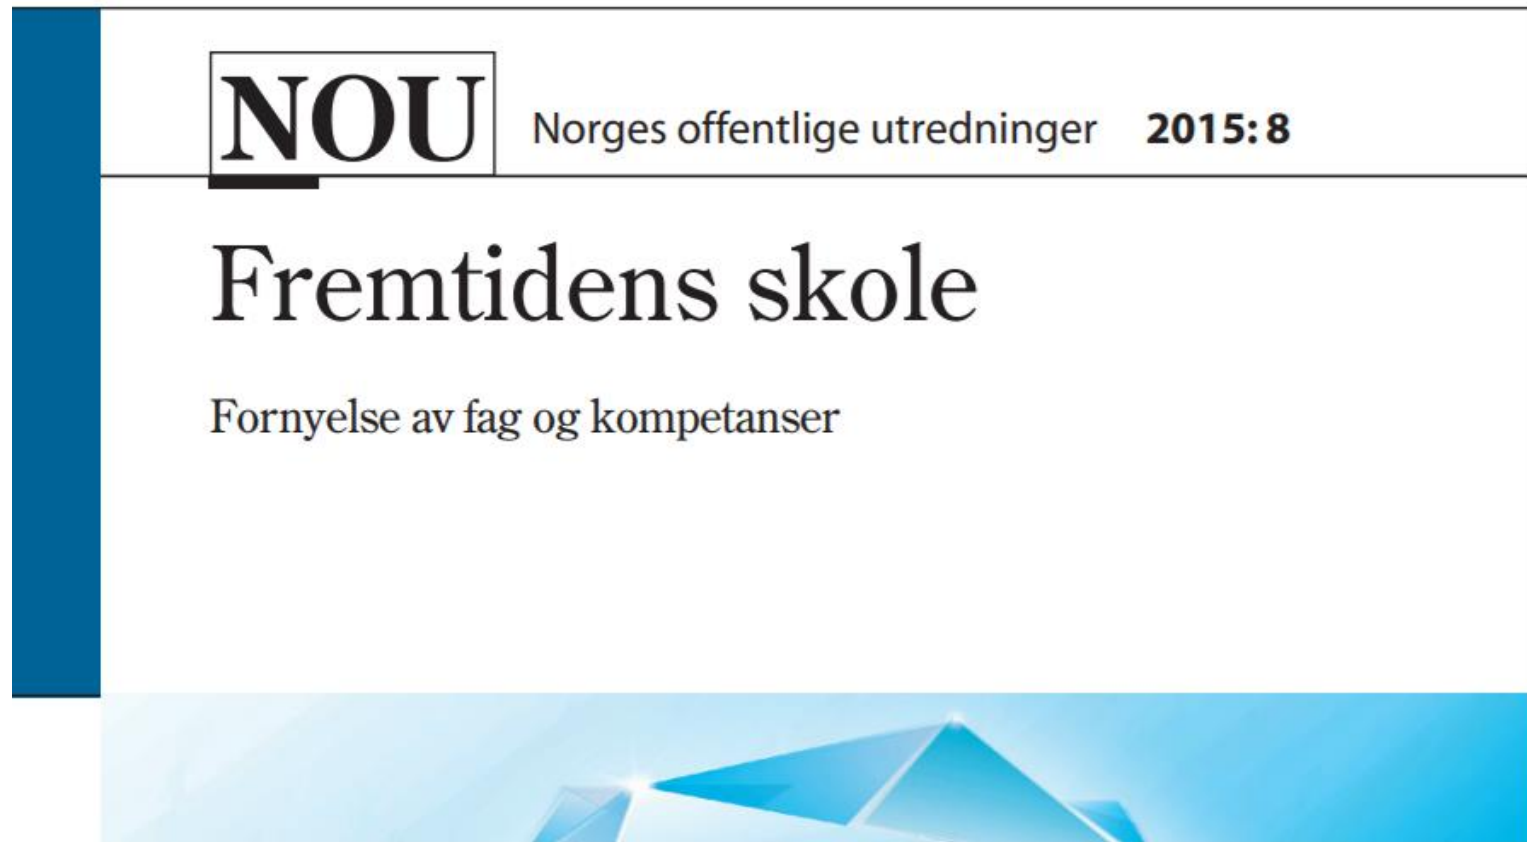 NOU Norges offentlige utredninger 2015: 8
Fremtidens skole
Fornyelse av fag og kompetanser